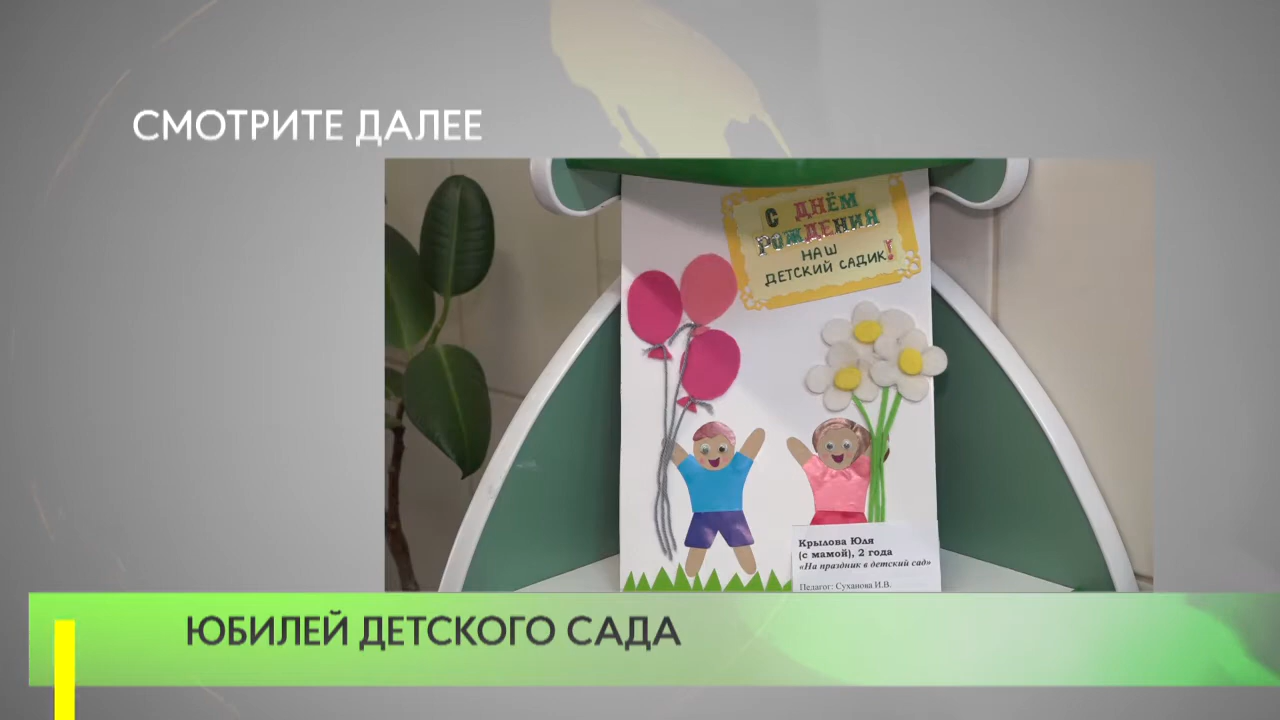 СМОТРИТЕ ДАЛЕЕ
С ДНЁМ
РОЖДЕНИЯ
НАШ
ДЕТСКИЙ САДИК!
Крылова Юля
(с мамой), 2 года
«На праздник в детский сад»
Педагог: Суханова И.В.
ЮБИЛЕЙ ДЕТСКОГО САДА